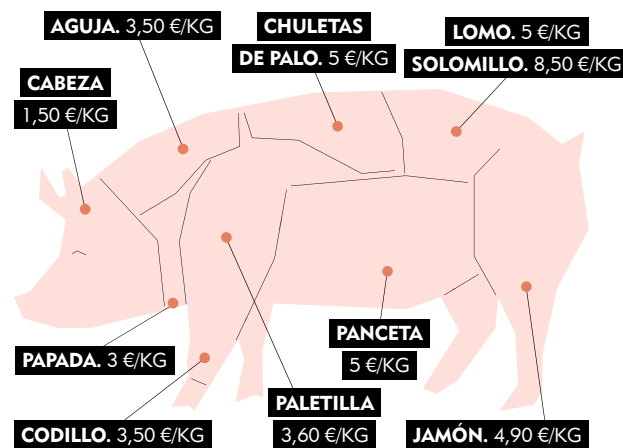 AGUJA. 3,50 €/KG
CHULETAS
DE PALO. 5 €/KG
LOMO. 5 €/KG
SOLOMILLO. 8,50 €/KG
CABEZA
1,50 €/KG
PAPADA. 3 €/KG
PANCETA
5 €/KG
PALETILLA
3,60 €/KG
CODILLO. 3,50 €/KG
JAMÓN. 4,90 €/KG